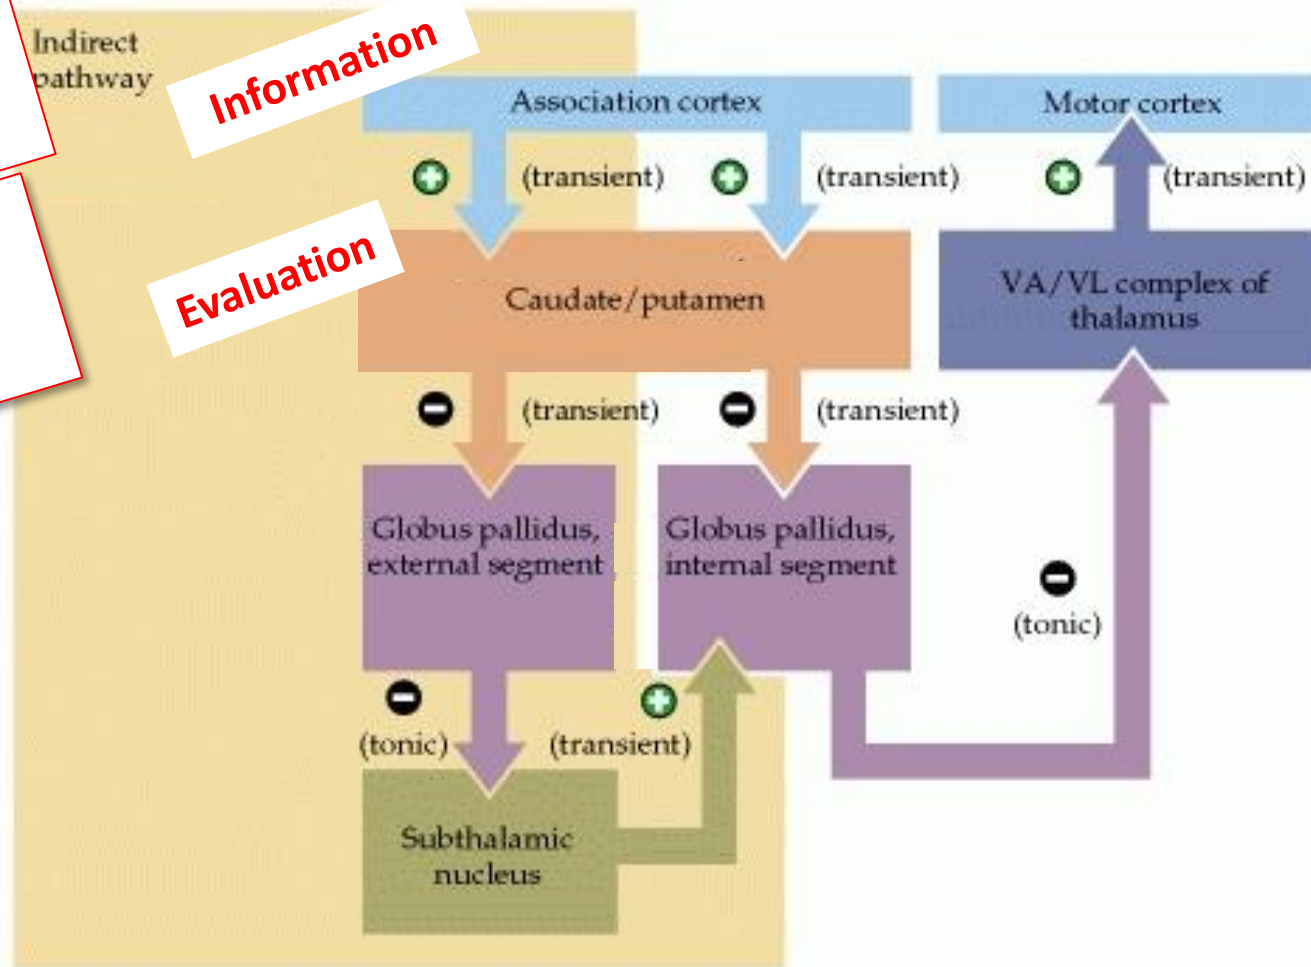 Indirect
pathway
Information
Association cortex
Motor cortex
(transient)
(transient)
(transient)
Evaluation
Caudate/putamen
VA/VL complex of
thalamus
(transient)
(transient)
Globus pallidus,
external segment
Globus pallidus,
internal segment
(tonic)
(tonic)
(transient)
Subthalamic
nucleus